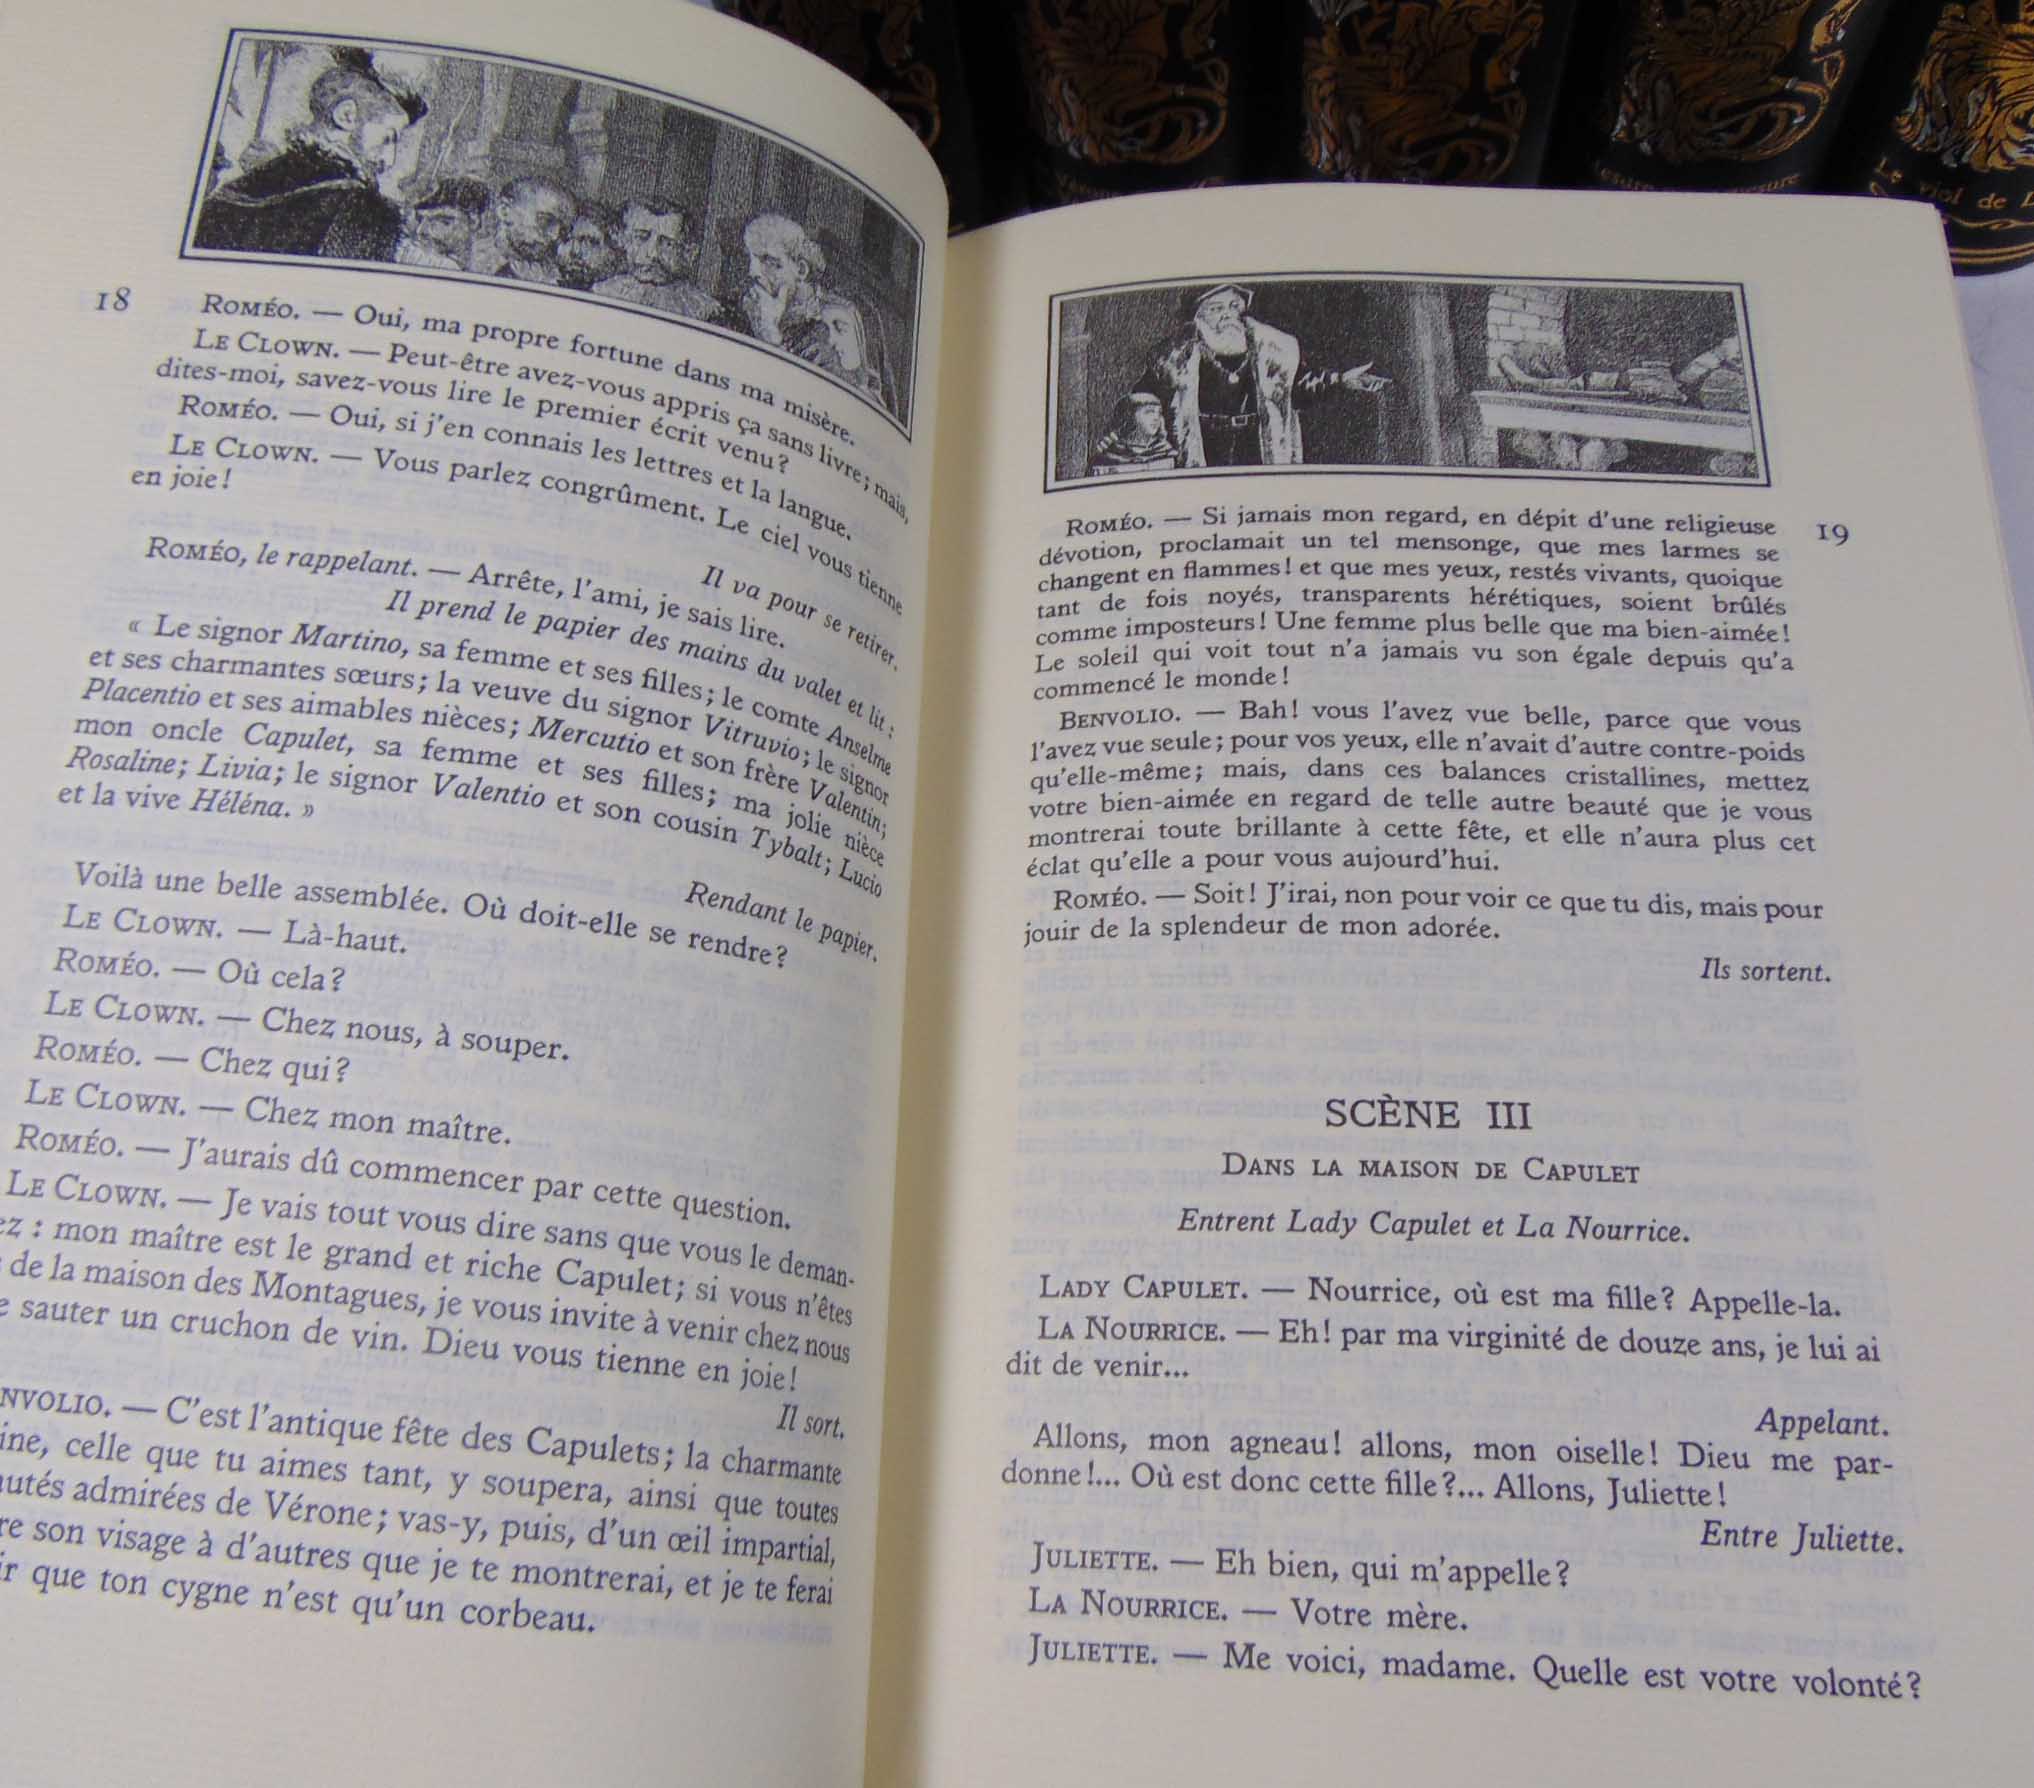 18
ROMÉO. — Oui, ma propre fortune dans ma misère.
LE CLOWN. — Peut-être avez-vous appris ça sans livre; mais,
dites-moi, savez-vous lire le premier écrit venu?
ROMÉO. — Oui, si j'en connais les lettres et la langue.
LE CLOWN. — Vous parlez congrûment. Le ciel vous tienne
en joie!
Il va pour se retirer.
ROMÉO, le rappelant. — Arrête, l'ami, je sais lire.
Il prend le papier des mains du valet et lit :
« Le signor Martino, sa femme et ses filles; le comte Anselme
et ses charmantes sœurs; la veuve du signor Vitruvio; le signor
Placentio et ses aimables nièces; Mercutio et son frère Valentin;
mon oncle Capulet, sa femme et ses filles; ma jolie nièce
Rosaline; Livia; le signor Valentio et son cousin Tybalt; Lucio
et la vive Héléna. »
Rendant le papier.
Voilà une belle assemblée. Où doit-elle se rendre?
LE CLOWN. — Là-haut.
ROMÉO. — Où cela?
LE CLOWN. — Chez nous, à souper.
ROMÉO. — Chez qui?
LE CLOWN. — Chez mon maître.
ROMÉO. — J'aurais dû commencer par cette question.
LE CLOWN. — Je vais tout vous dire sans que vous le deman-
ez : mon maître est le grand et riche Capulet; si vous n'êtes
de la maison des Montagues, je vous invite à venir chez nous
e sauter un cruchon de vin. Dieu vous tienne en joie!
Il sort.
NVOLIO. — C'est l'antique fête des Capulets; la charmante
ine, celle que tu aimes tant, y soupera, ainsi que toutes
utés admirées de Vérone; vas-y, puis, d'un œil impartial,
re son visage à d'autres que je te montrerai, et je te ferai
ir que ton cygne n'est qu'un corbeau.
19
ROMÉO. — Si jamais mon regard, en dépit d'une religieuse
dévotion, proclamait un tel mensonge, que mes larmes se
changent en flammes! et que mes yeux, restés vivants, quoique
tant de fois noyés, transparents hérétiques, soient brûlés
comme imposteurs! Une femme plus belle que ma bien-aimée!
Le soleil qui voit tout n'a jamais vu son égale depuis qu'a
commencé le monde!
BENVOLIO. — Bah! vous l'avez vue belle, parce que vous
l'avez vue seule; pour vos yeux, elle n'avait d'autre contre-poids
qu'elle-même; mais, dans ces balances cristallines, mettez
votre bien-aimée en regard de telle autre beauté que je vous
montrerai toute brillante à cette fête, et elle n'aura plus cet
éclat qu'elle a pour vous aujourd'hui.
ROMÉO. — Soit! J'irai, non pour voir ce que tu dis, mais pour
jouir de la splendeur de mon adorée.
Ils sortent.
SCÈNE III
DANS LA MAISON DE CAPULET
Entrent Lady Capulet et La Nourrice.
LADY CAPULET. — Nourrice, où est ma fille? Appelle-la.
LA NOURRICE. — Eh! par ma virginité de douze ans, je lui ai
dit de venir...
Appelant.
Allons, mon agneau! allons, mon oiselle! Dieu me par-
donne!... Où est donc cette fille?... Allons, Juliette!
Entre Juliette.
JULIETTE. — Eh bien, qui m'appelle?
LA NOURRICE. — Votre mère.
JULIETTE. — Me voici, madame. Quelle est votre volonté?
Le viol de